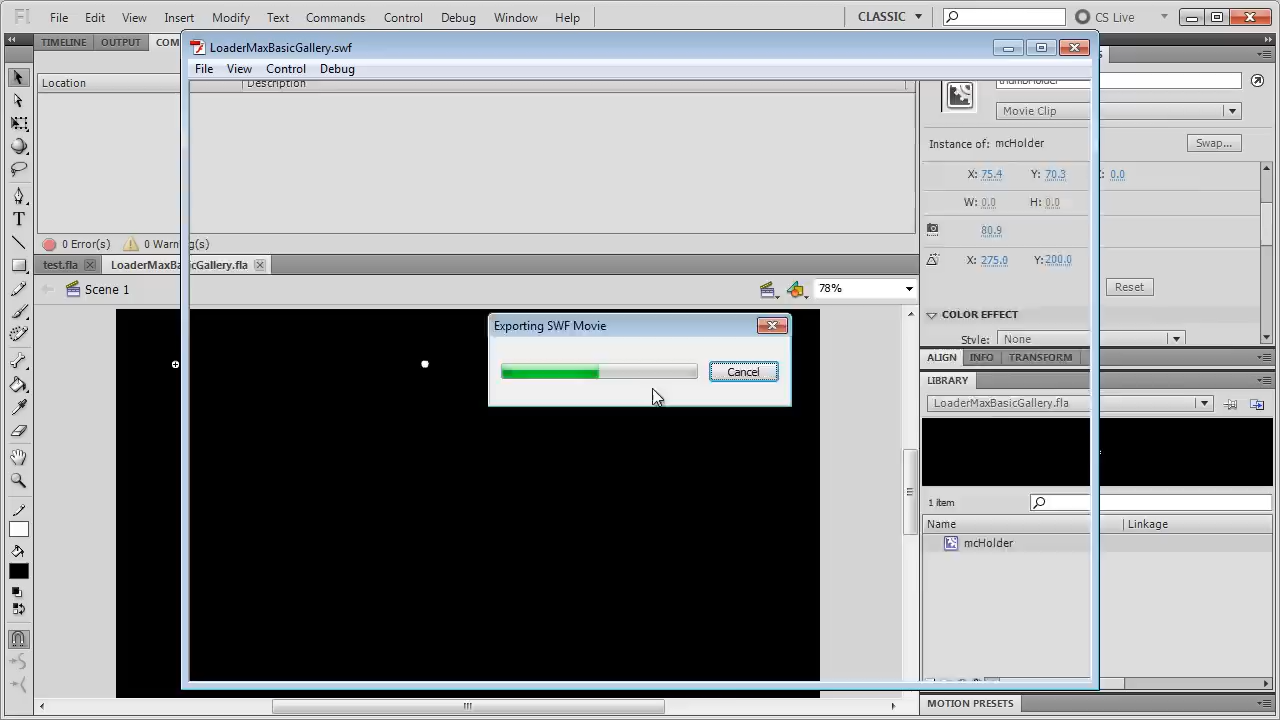 Fl File Edit View Insert Modify Text Commands Control Debug Window Help CLASSIC CS Live
TIMELINE OUTPUT COM
LoaderMaxBasicGallery.swf
File View Control Debug
Location Description
Movie Clip
Instance of: mcHolder Swap...
X: 75.4 Y: 70.3 0.0
W: 0.0 H: 0.0
80.9
X: 275.0 Y: 200.0
Reset
COLOR EFFECT
Style: None
0 Error(s) 0 Warning(s)
test.fla LoaderMaxBasicGallery.fla
Scene 1 78%
Exporting SWF Movie
Cancel
ALIGN INFO TRANSFORM
LIBRARY
LoaderMaxBasicGallery.fla
1 item
Name Linkage
mcHolder
MOTION PRESETS